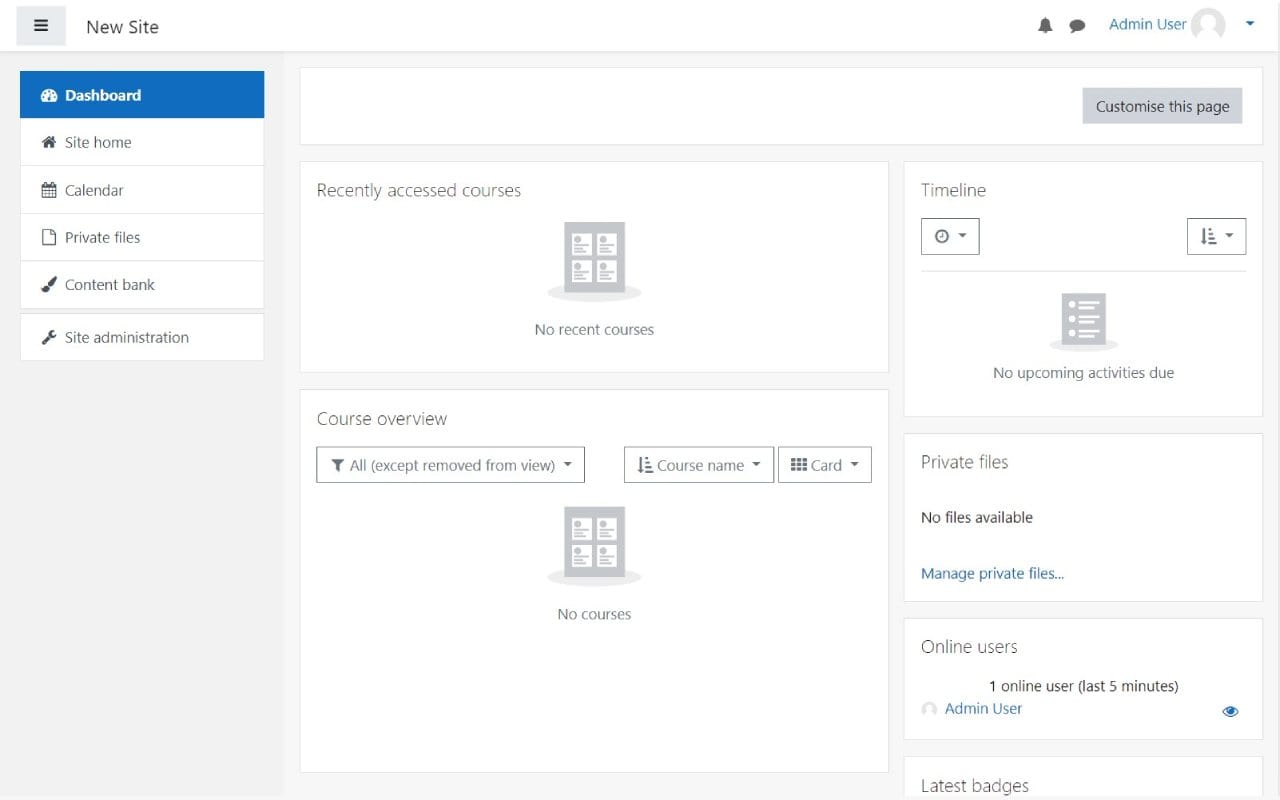 New Site
Admin User
Dashboard
Site home
Calendar
Private files
Content bank
Site administration
Customise this page
Recently accessed courses
No recent courses
Course overview
All (except removed from view)
Course name
Card
No courses
Timeline
No upcoming activities due
Private files
No files available
Manage private files...
Online users
1 online user (last 5 minutes)
Admin User
Latest badges